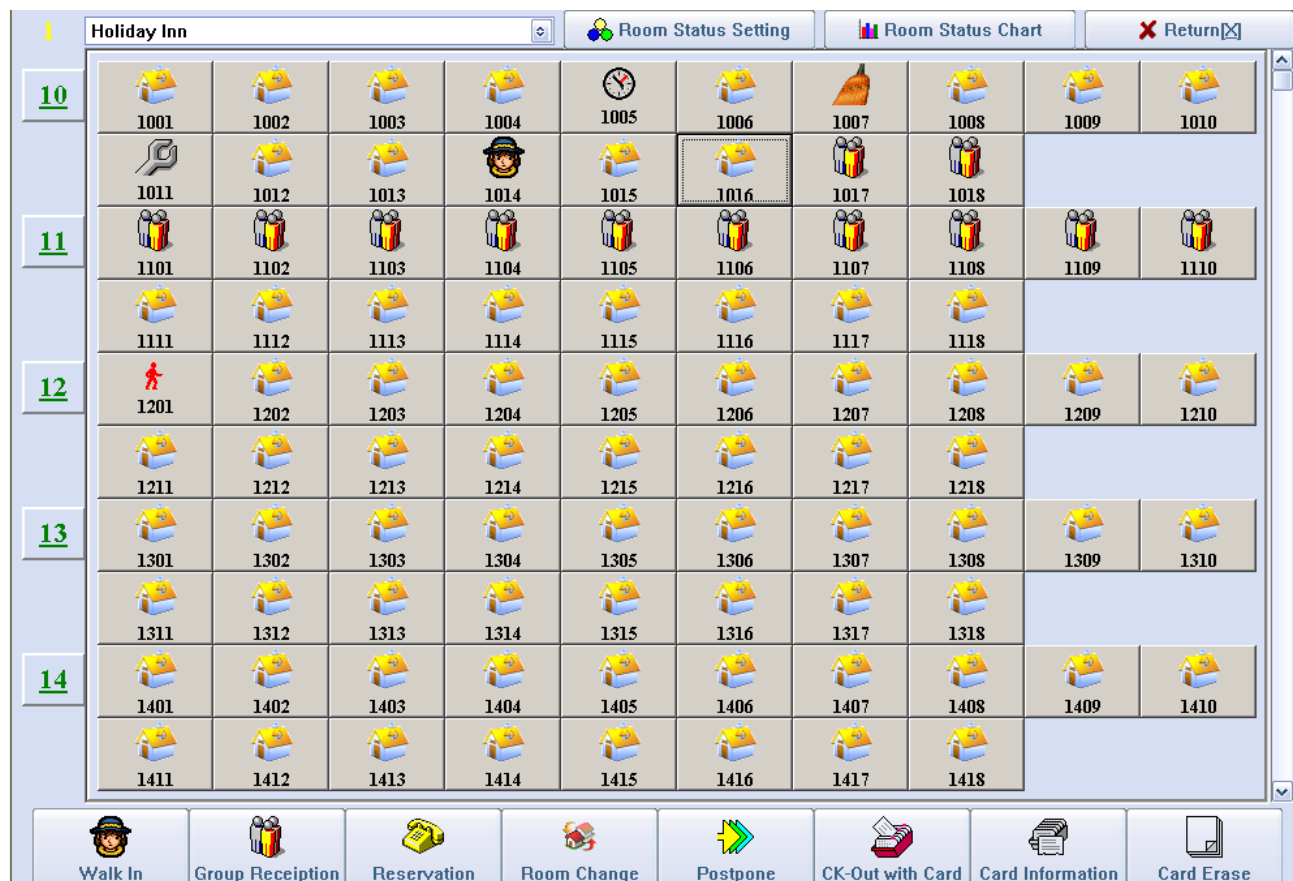 1 Holiday Inn Room Status Setting Room Status Chart Return[X]
10 1001 1002 1003 1004 1005 1006 1007 1008 1009 1010
1011 1012 1013 1014 1015 1016 1017 1018
11 1101 1102 1103 1104 1105 1106 1107 1108 1109 1110
1111 1112 1113 1114 1115 1116 1117 1118
12 1201 1202 1203 1204 1205 1206 1207 1208 1209 1210
1211 1212 1213 1214 1215 1216 1217 1218
13 1301 1302 1303 1304 1305 1306 1307 1308 1309 1310
1311 1312 1313 1314 1315 1316 1317 1318
14 1401 1402 1403 1404 1405 1406 1407 1408 1409 1410
1411 1412 1413 1414 1415 1416 1417 1418
Walk In Group Receiption Reservation Room Change Postpone CK-Out with Card Card Information Card Erase